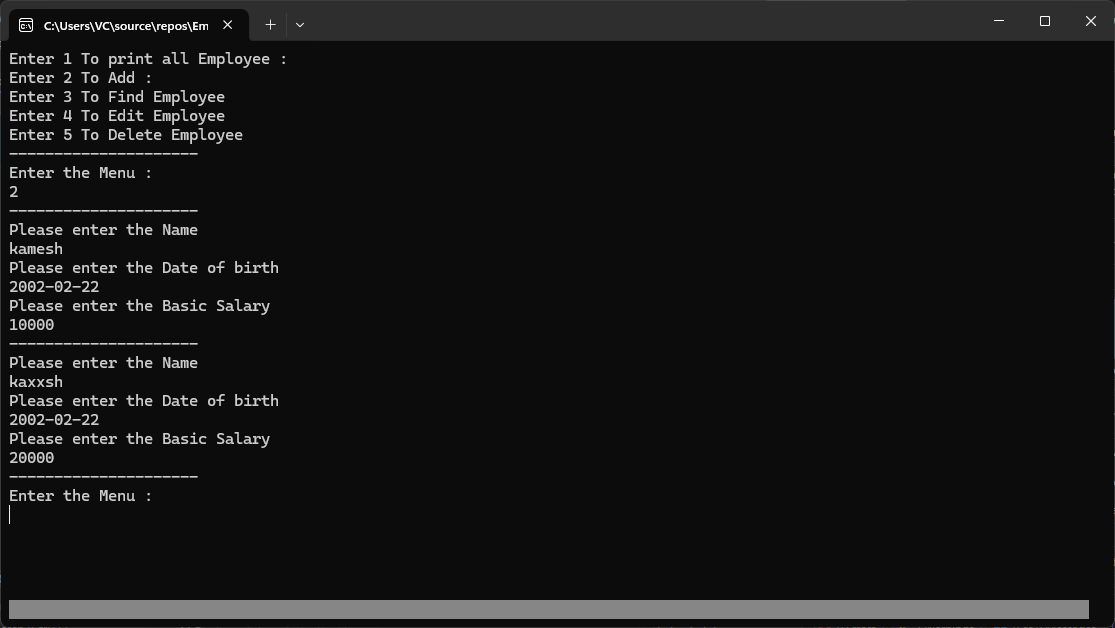 C:\Users\VC\source\repos\Em
Enter 1 To print all Employee :
Enter 2 To Add :
Enter 3 To Find Employee
Enter 4 To Edit Employee
Enter 5 To Delete Employee
---------------------
Enter the Menu :
2
---------------------
Please enter the Name
kamesh
Please enter the Date of birth
2002-02-22
Please enter the Basic Salary
10000
---------------------
Please enter the Name
kaxxsh
Please enter the Date of birth
2002-02-22
Please enter the Basic Salary
20000
---------------------
Enter the Menu :